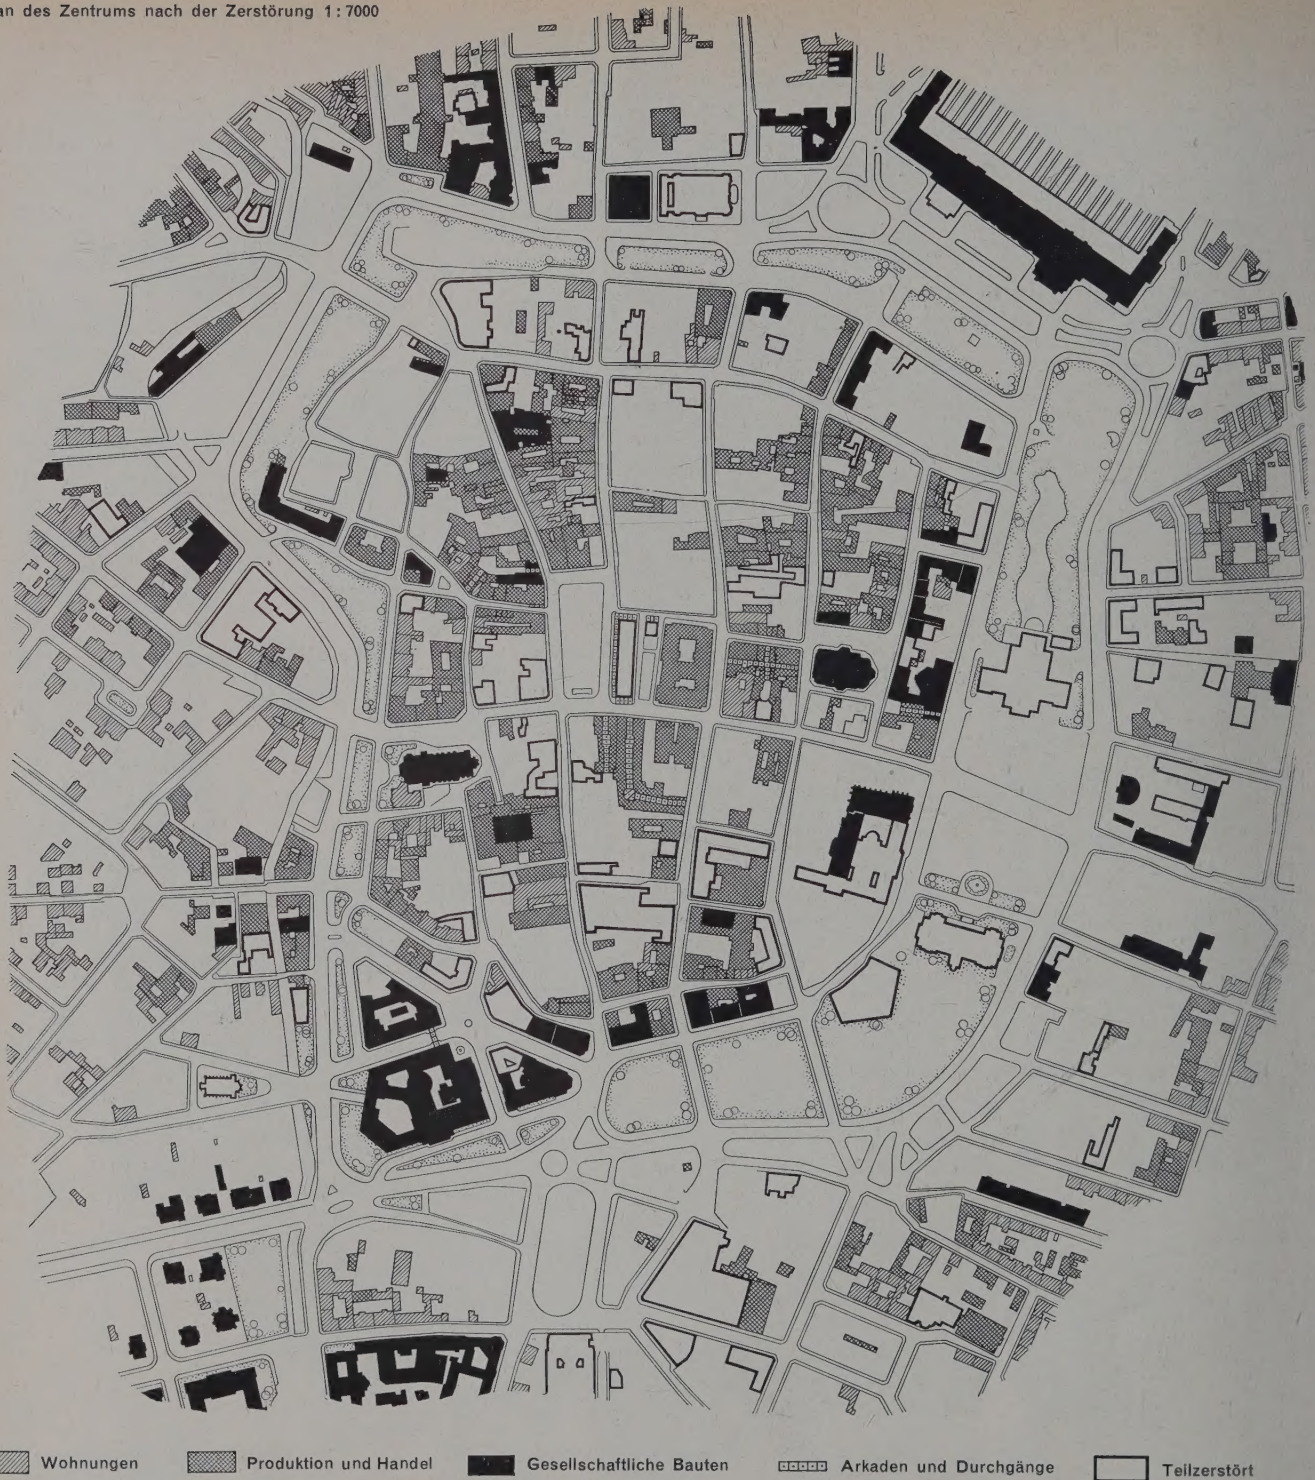 an des Zentrums nach der Zerstörung 1:7000
Wohnungen
Produktion und Handel
Gesellschaftliche Bauten
Arkaden und Durchgänge
Teilzerstört